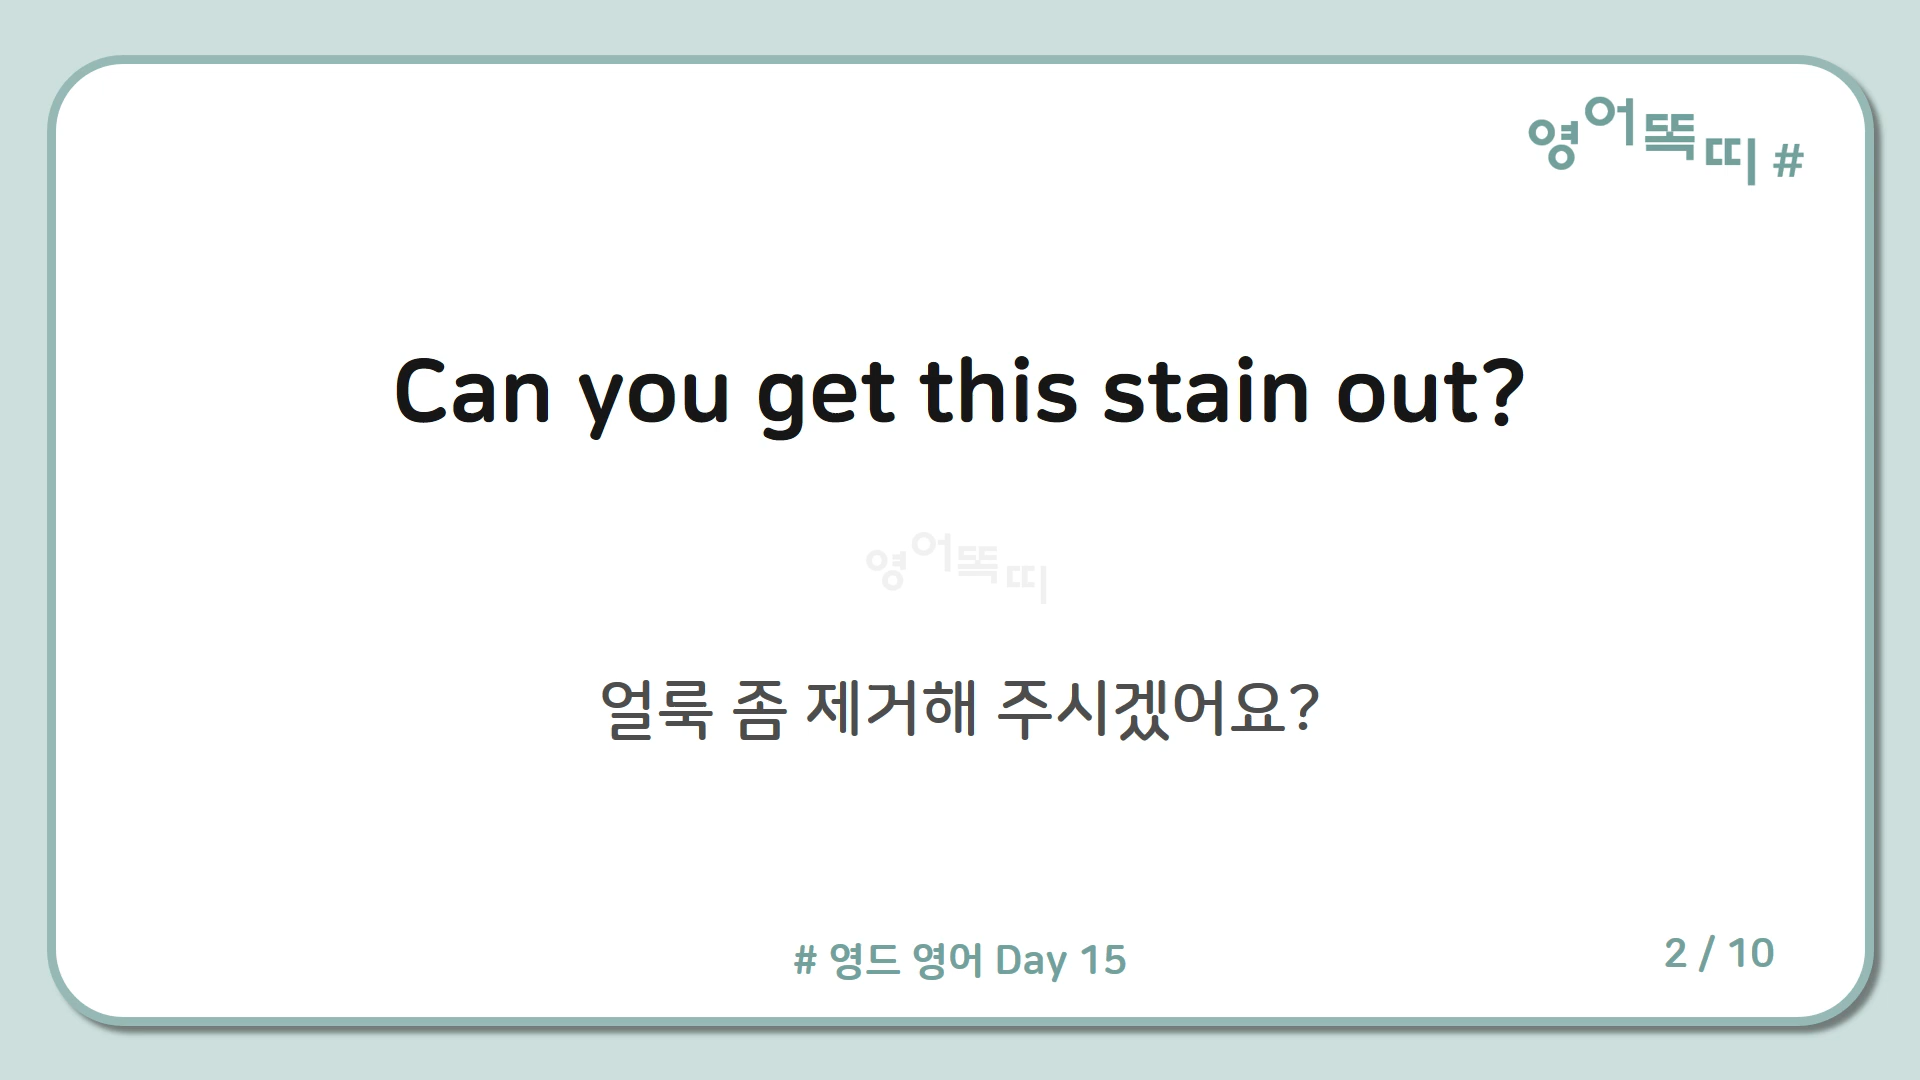 영어똑띠 #
Can you get this stain out?
영어똑띠
얼룩 좀 제거해 주시겠어요?
# 영드 영어 Day 15
2 / 10